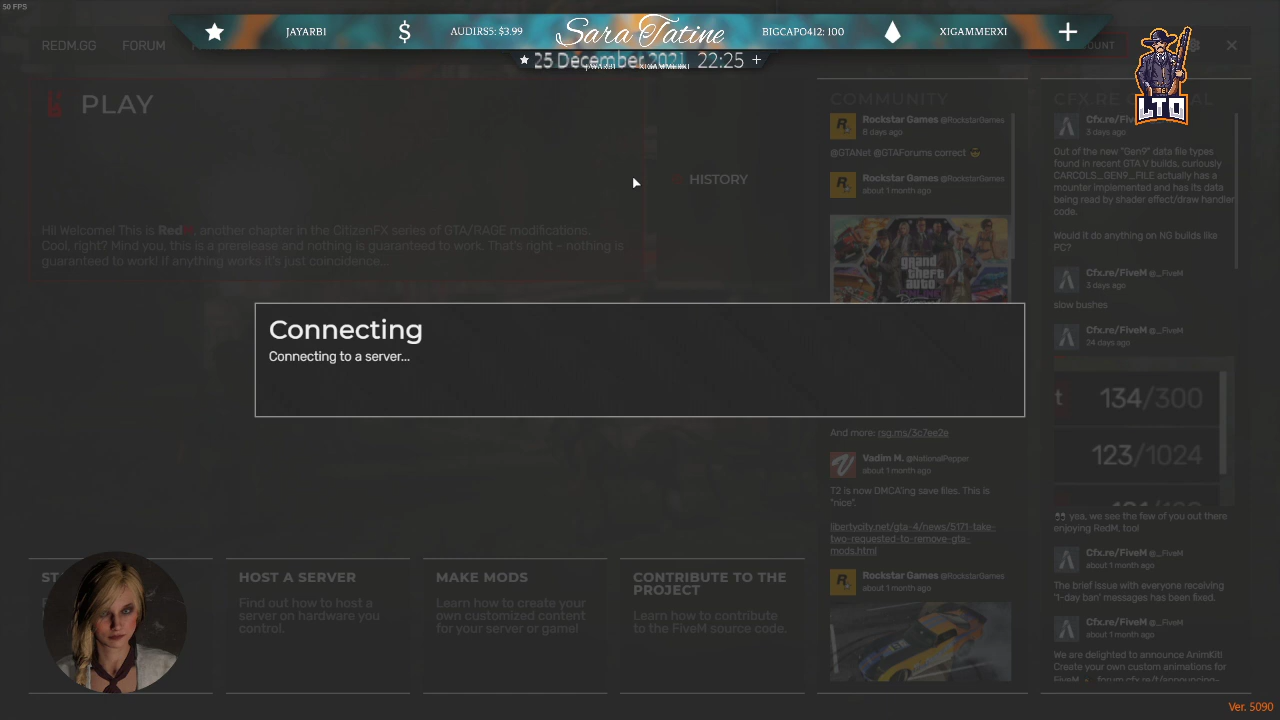 50 FPS
JAYARBI
$
AUDIRS5: $3.99
Sara Tatine
BIGCAPO412: 100
XIGAMMERXI
25 December 2021 22:25
LTO
REDM.GG
FORUM
PLAY
HISTORY
Hi! Welcome! This is Red, another chapter in the CitizenFX series of GTA/RAGE modifications.
Cool, right? Mind you, this is a prerelease and nothing is guaranteed to work. That's right - nothing is
guaranteed to work! If anything works it's just coincidence...
Connecting
Connecting to a server...
COMMUNITY
Rockstar Games @RockstarGames
8 days ago
@GTANet @GTAForums correct
Rockstar Games @RockstarGames
about 1 month ago
grand
theft
auto
And more: rsg.ms/3c7ee2e
Vadim M. @NationalPepper
about 1 month ago
T2 is now DMCA'ing save files. This is
"nice".
libertycity.net/gta-4/news/5171-take-
two-requested-to-remove-gta-
mods.html
Rockstar Games @RockstarGames
about 1 month ago
Cfx.re/FiveM
3 days ago
Out of the new "Gen9" data file types
found in recent GTA V builds, curiously
CARCOLS_GEN9_FILE actually has a
mounter implemented and has its data
being read by shader effect/draw handler
code.
Would it do anything on NG builds like
PC?
Cfx.re/FiveM @_FiveM
3 days ago
slow bushes
Cfx.re/FiveM @_FiveM
24 days ago
134/300
123/1024
yea, we see the few of you out there
enjoying RedM, too!
Cfx.re/FiveM @_FiveM
about 1 month ago
The brief issue with everyone receiving
'1-day ban' messages has been fixed.
Cfx.re/FiveM @_FiveM
about 1 month ago
We are delighted to announce AnimKit!
Create your own custom animations for
HOST A SERVER
Find out how to host a
server on hardware you
control.
MAKE MODS
Learn how to create your
own customized content
for your server or game!
CONTRIBUTE TO THE
PROJECT
Learn how to contribute
to the FiveM source code.
Ver. 5090